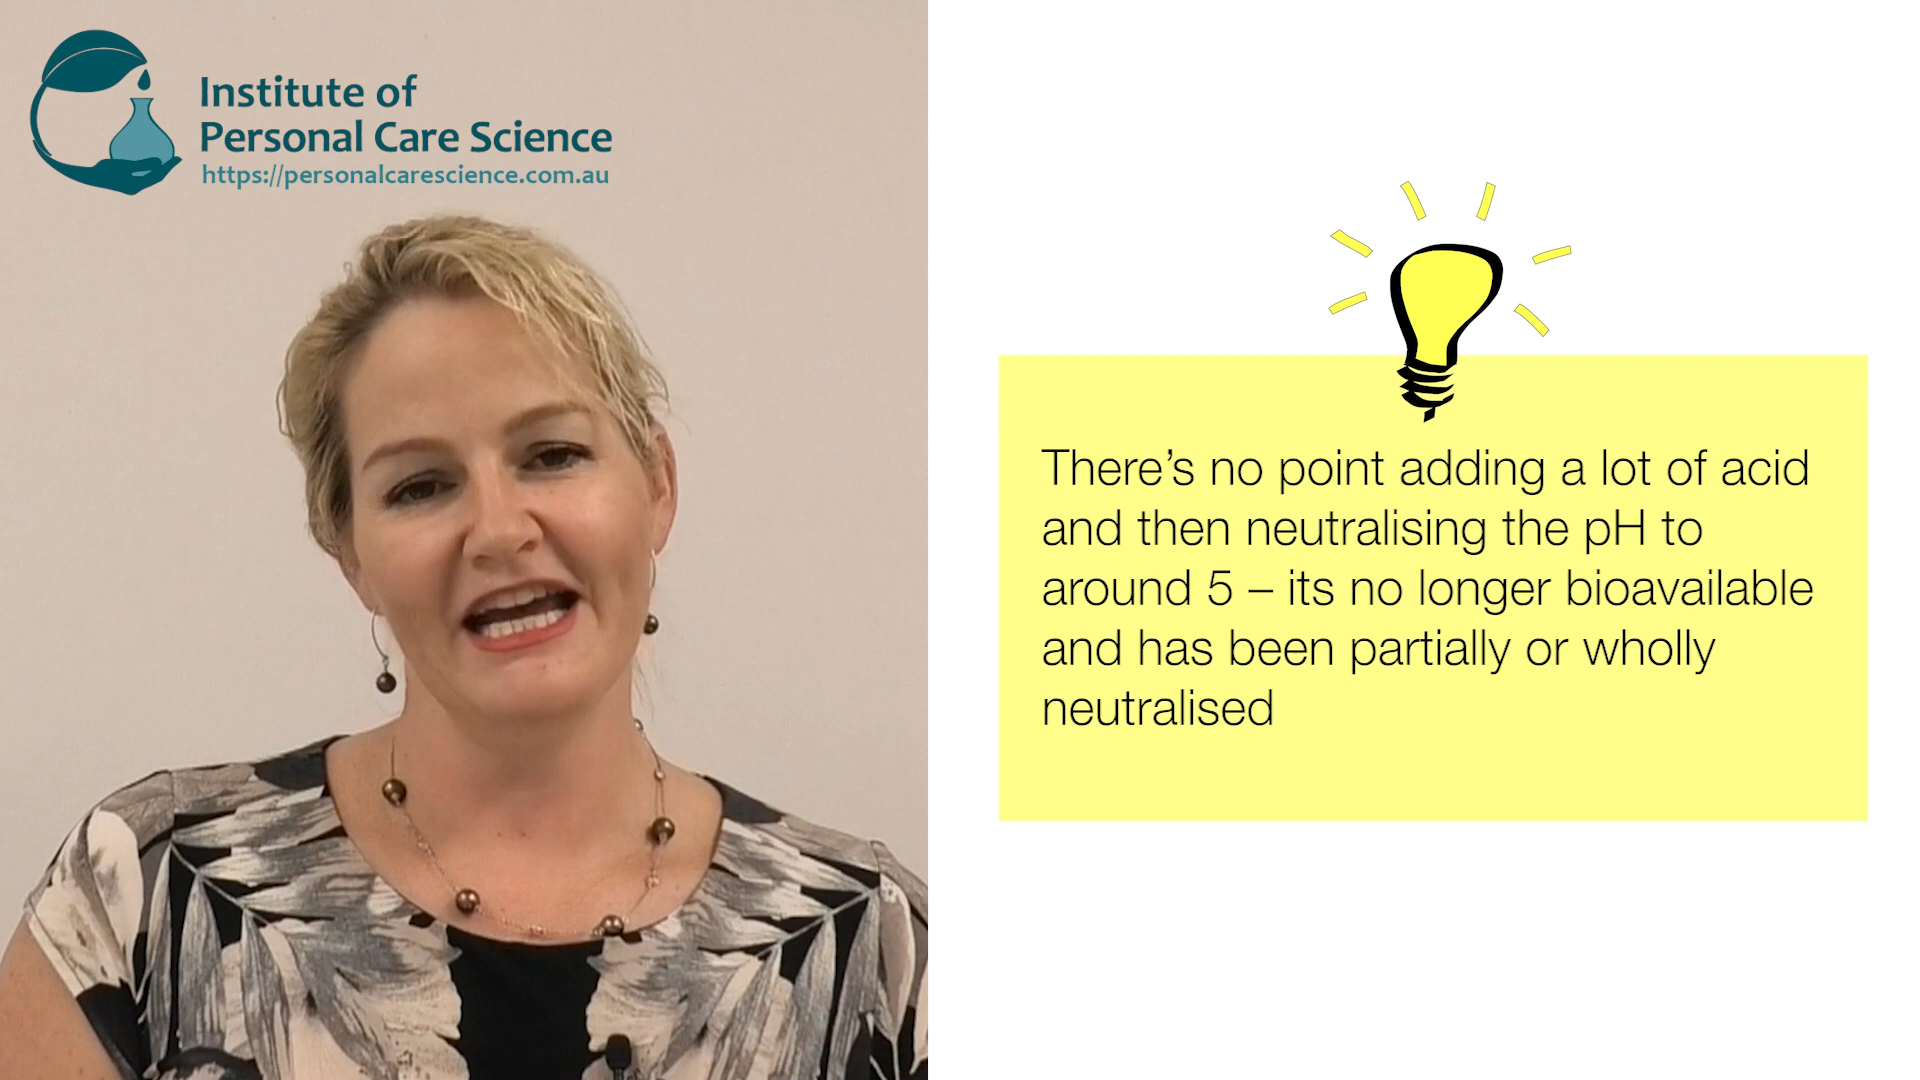 Institute of
Personal Care Science
https://personalcarescience.com.au
There’s no point adding a lot of acid
and then neutralising the pH to
around 5 – its no longer bioavailable
and has been partially or wholly
neutralised